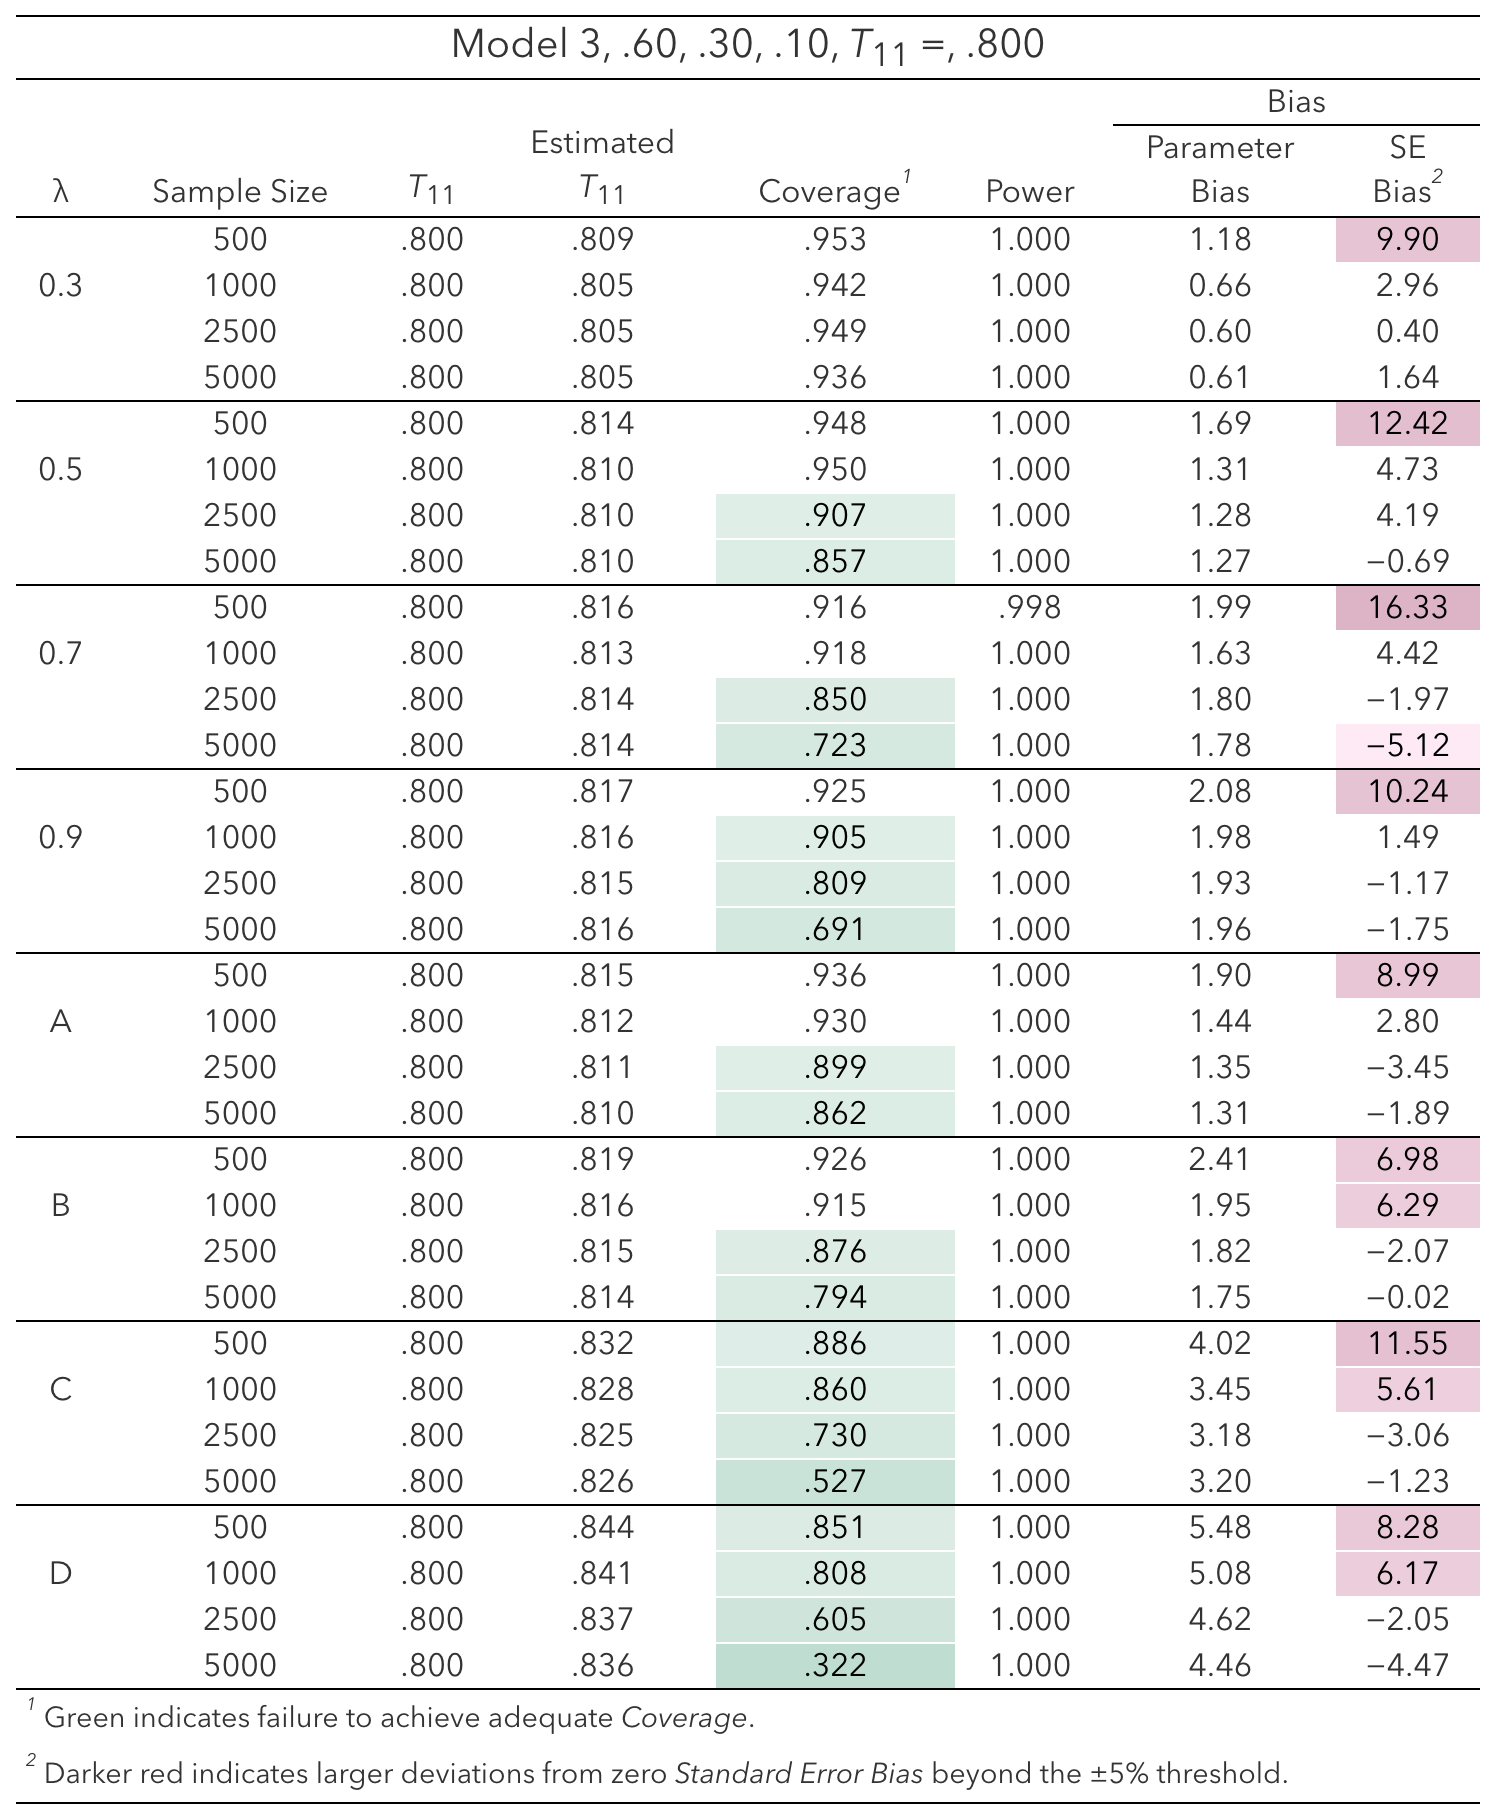 Model 3, .60, .30, .10, T11 =, .800
Bias
Estimated Parameter SE
λ Sample Size T11 T11 Coverage1 Power Bias Bias2
500 .800 .809 .953 1.000 1.18 9.90
0.3 1000 .800 .805 .942 1.000 0.66 2.96
2500 .800 .805 .949 1.000 0.60 0.40
5000 .800 .805 .936 1.000 0.61 1.64
500 .800 .814 .948 1.000 1.69 12.42
0.5 1000 .800 .810 .950 1.000 1.31 4.73
2500 .800 .810 .907 1.000 1.28 4.19
5000 .800 .810 .857 1.000 1.27 −0.69
500 .800 .816 .916 .998 1.99 16.33
0.7 1000 .800 .813 .918 1.000 1.63 4.42
2500 .800 .814 .850 1.000 1.80 −1.97
5000 .800 .814 .723 1.000 1.78 −5.12
500 .800 .817 .925 1.000 2.08 10.24
0.9 1000 .800 .816 .905 1.000 1.98 1.49
2500 .800 .815 .809 1.000 1.93 −1.17
5000 .800 .816 .691 1.000 1.96 −1.75
500 .800 .815 .936 1.000 1.90 8.99
A 1000 .800 .812 .930 1.000 1.44 2.80
2500 .800 .811 .899 1.000 1.35 −3.45
5000 .800 .810 .862 1.000 1.31 −1.89
500 .800 .819 .926 1.000 2.41 6.98
B 1000 .800 .816 .915 1.000 1.95 6.29
2500 .800 .815 .876 1.000 1.82 −2.07
5000 .800 .814 .794 1.000 1.75 −0.02
500 .800 .832 .886 1.000 4.02 11.55
C 1000 .800 .828 .860 1.000 3.45 5.61
2500 .800 .825 .730 1.000 3.18 −3.06
5000 .800 .826 .527 1.000 3.20 −1.23
500 .800 .844 .851 1.000 5.48 8.28
D 1000 .800 .841 .808 1.000 5.08 6.17
2500 .800 .837 .605 1.000 4.62 −2.05
5000 .800 .836 .322 1.000 4.46 −4.47
1 Green indicates failure to achieve adequate Coverage.
2 Darker red indicates larger deviations from zero Standard Error Bias beyond the ±5% threshold.